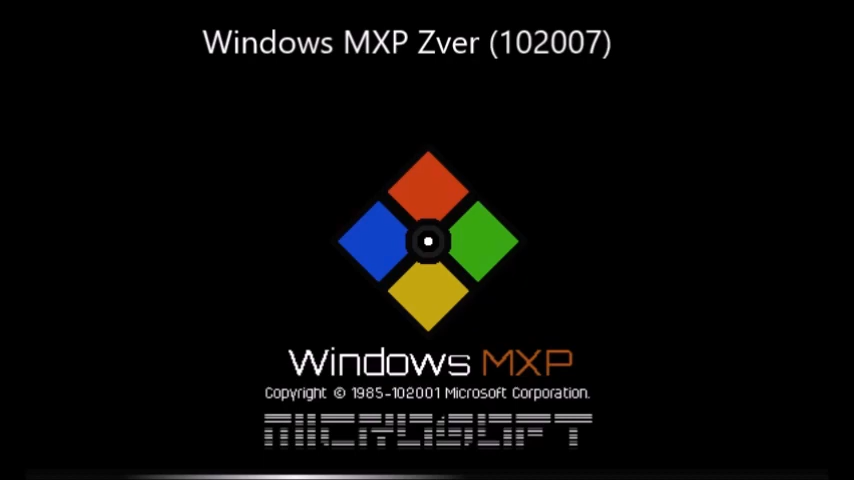 Windows MXP Zver (102007)
Windows MXP
Copyright © 1985-102001 Microsoft Corporation.
MICROSOFT